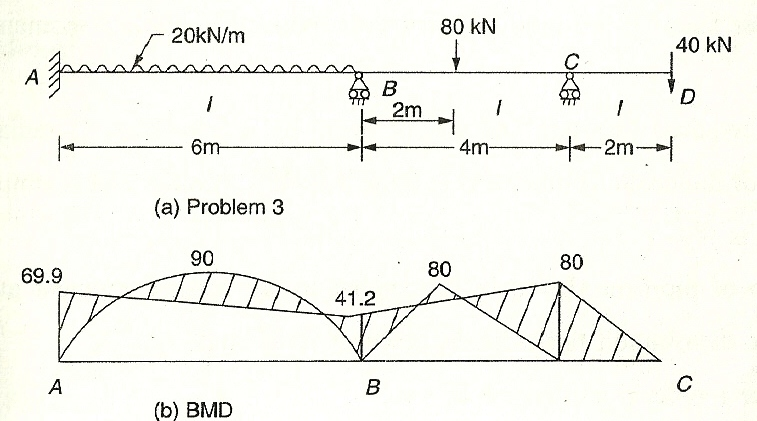 20kN/m
80 kN
40 kN
A
B
C
D
I
I
I
2m
6m
4m
2m
(a) Problem 3
69.9
90
41.2
80
80
A
B
C
(b) BMD